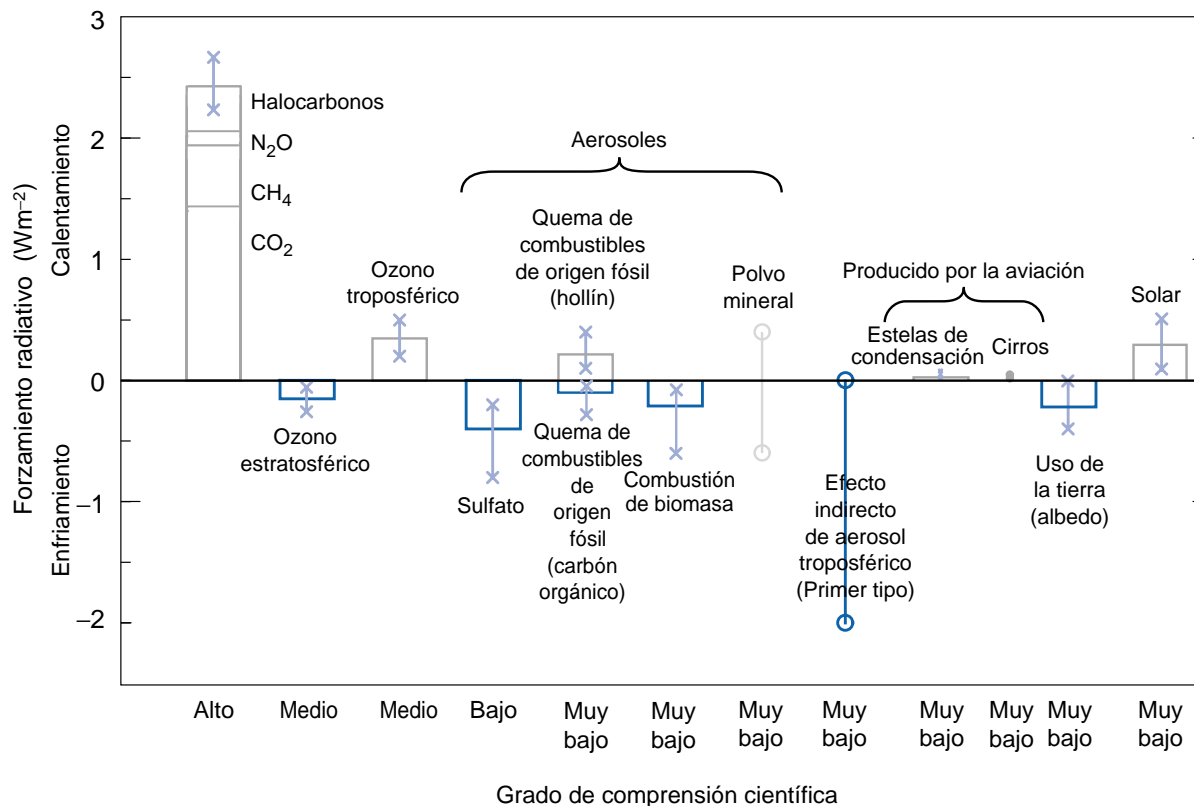 3
2
1
0
–1
–2
Forzamiento radiativo (Wm–2)
Calentamiento
Enfriamiento
Halocarbonos
N2O
CH4
CO2
Ozono
estratosférico
Ozono
troposférico
Aerosoles
Sulfato
Quema de
combustibles
de origen fósil
(hollín)
Quema de
combustibles
de
origen
fósil
(carbón
orgánico)
Combustión
de biomasa
Polvo
mineral
Efecto
indirecto
de aerosol
troposférico
(Primer tipo)
Producido por la aviación
Estelas de
condensación
Cirros
Uso de
la tierra
(albedo)
Solar
Alto
Medio
Medio
Bajo
Muy
bajo
Muy
bajo
Muy
bajo
Muy
bajo
Muy
bajo
Muy
bajo
Muy
bajo
Muy
bajo
Grado de comprensión científica